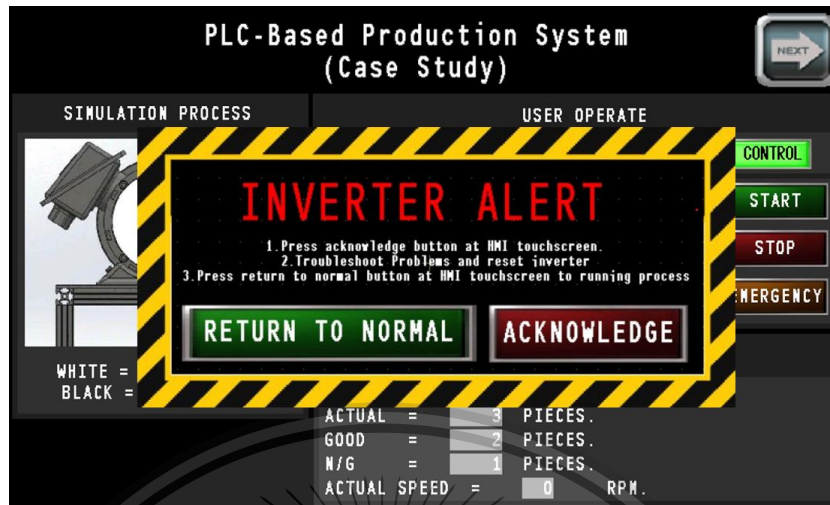 PLC-Based Production System
(Case Study)
NEXT
SIMULATION PROCESS
USER OPERATE
CONTROL
START
STOP
EMERGENCY
INVERTER ALERT
1.Press acknowledge button at HMI touchscreen.
2.Troubleshoot Problems and reset inverter
3.Press return to normal button at HMI touchscreen to running process
RETURN TO NORMAL
ACKNOWLEDGE
WHITE =
BLACK =
ACTUAL = 3 PIECES.
GOOD = 2 PIECES.
N/G = 1 PIECES.
ACTUAL SPEED = 0 RPM.